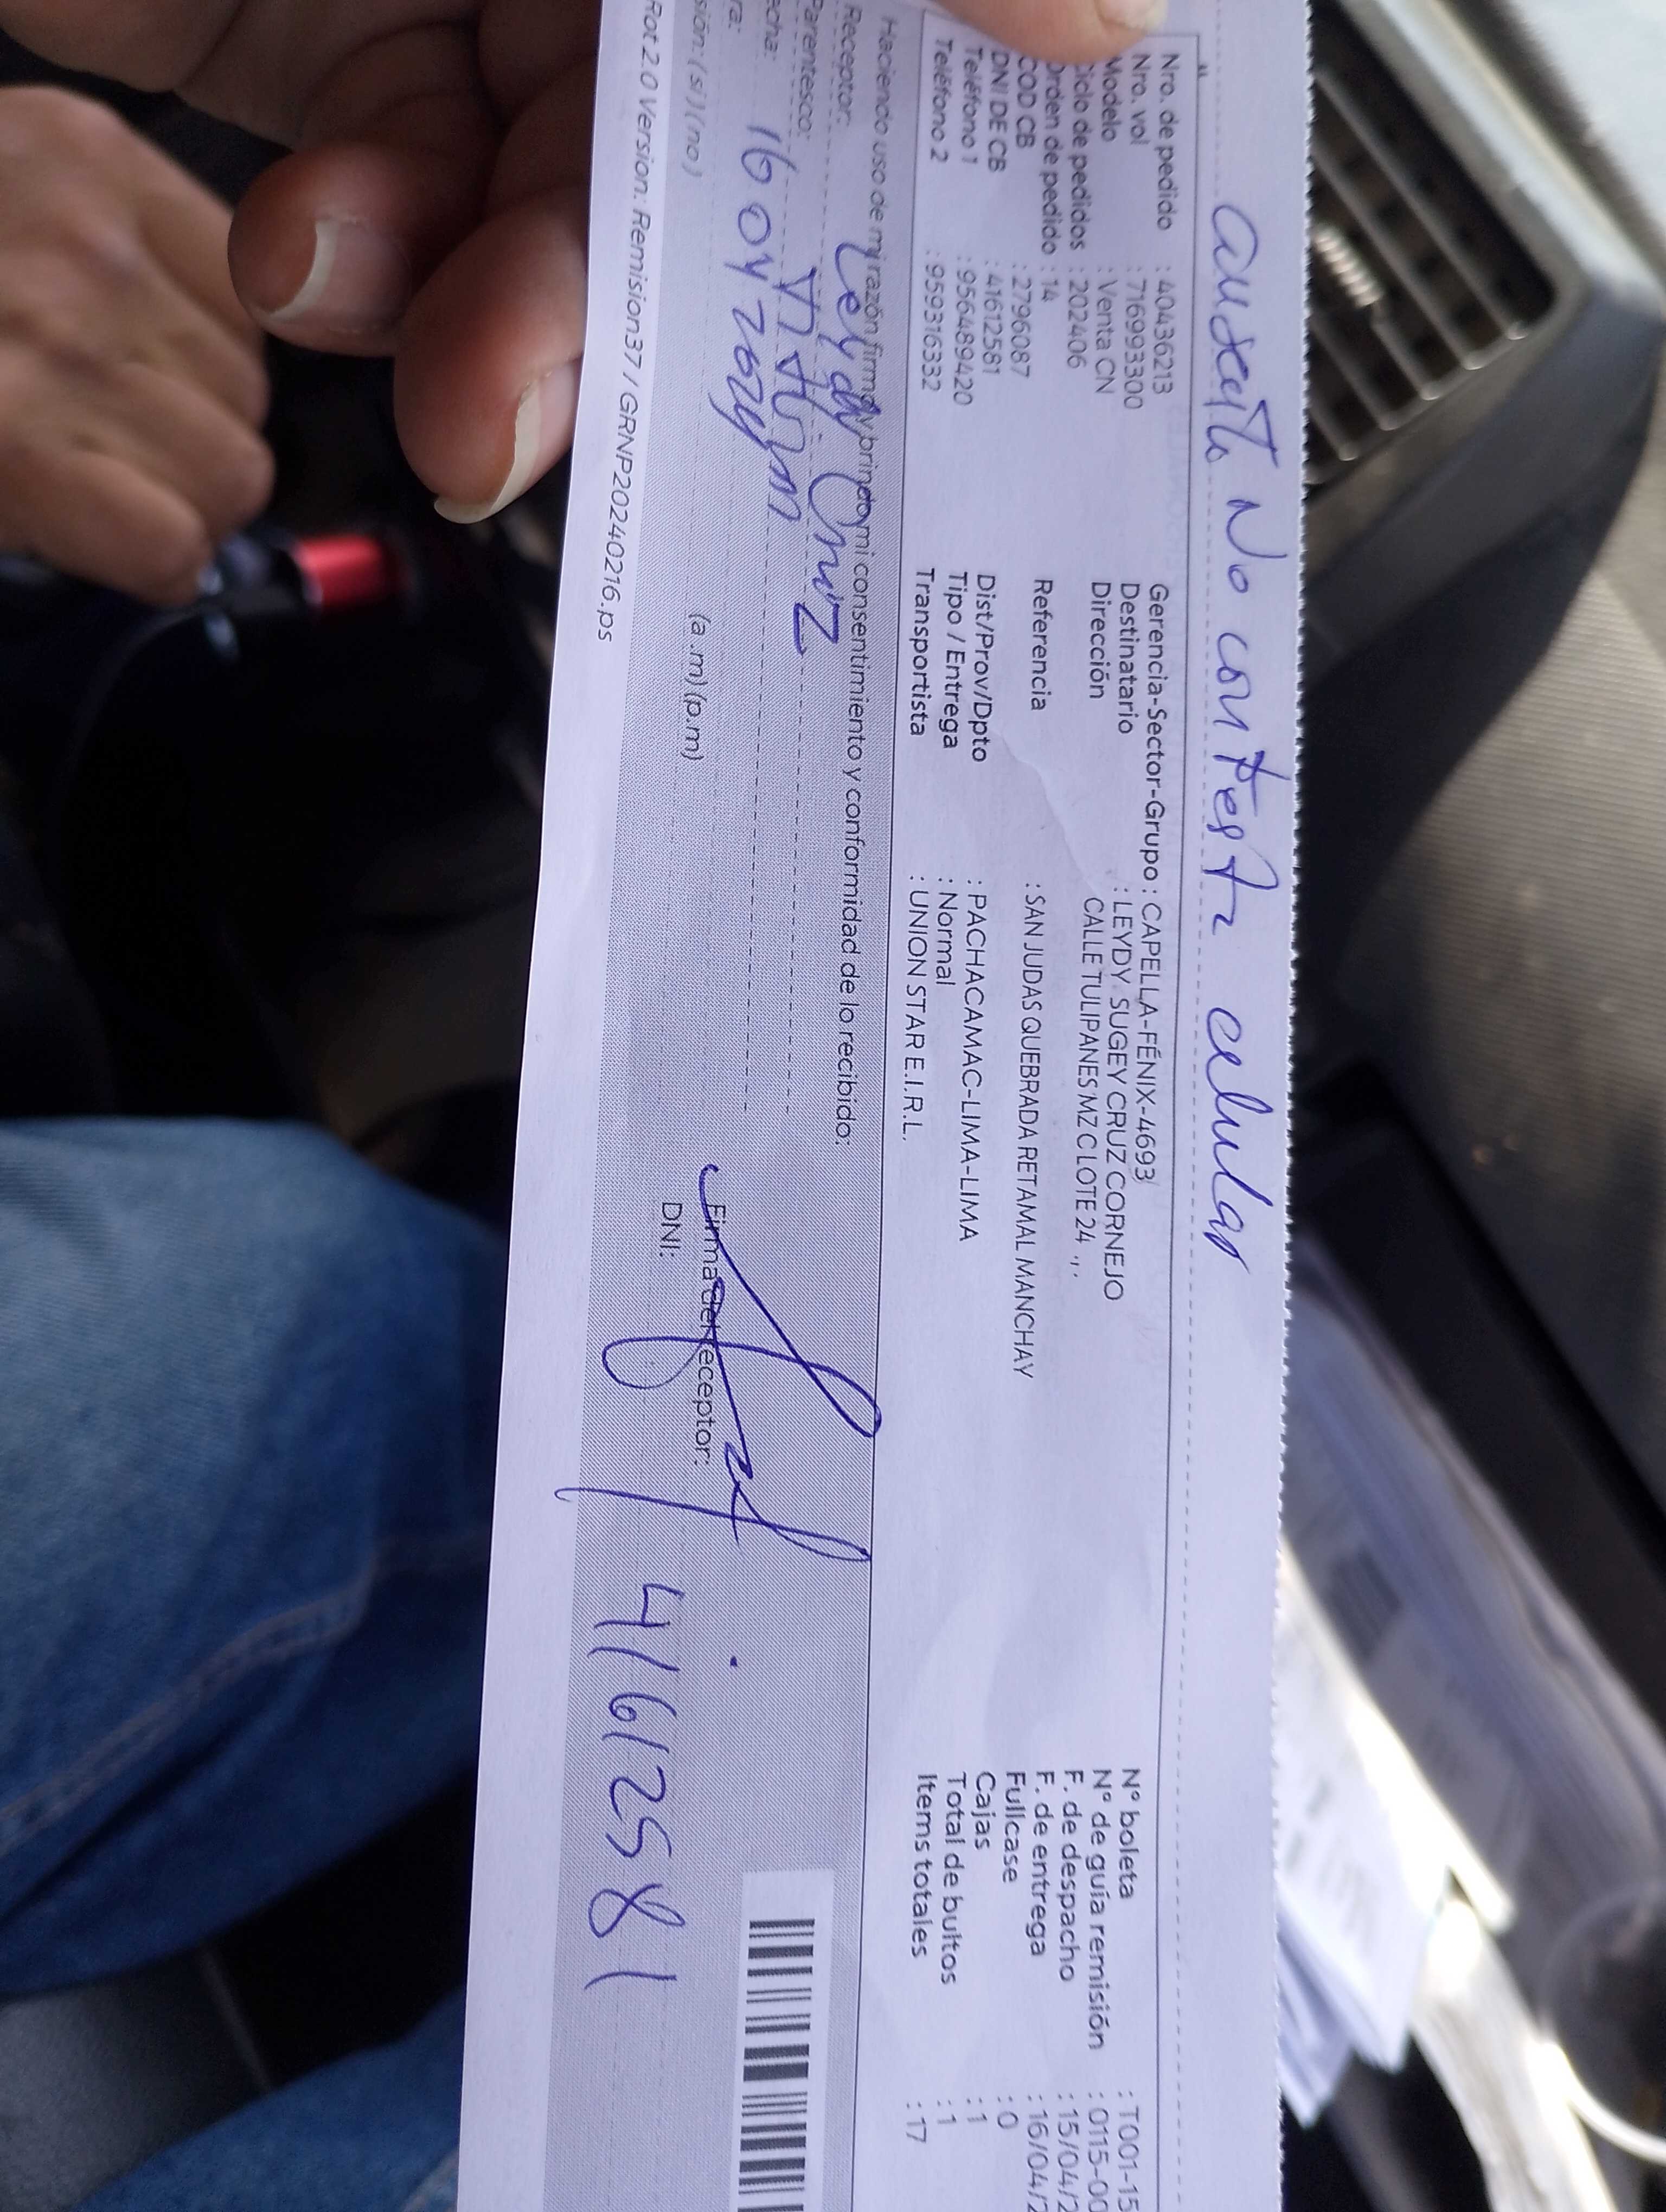 ausente No contesta celular
Nro. de pedido : 40436213
Nro. vol : 716993300
Modelo : Venta CN
Ciclo de pedidos : 202406
Orden de pedido : 14
COD CB : 2796087
DNI DE CB : 41612581
Teléfono 1 : 956489420
Teléfono 2 : 959316332
Gerencia-Sector-Grupo : CAPELLA-FÉNIX-4693
Destinatario : LEYDY SUGEY CRUZ CORNEJO
Dirección CALLE TULIPANES MZ C LOTE 24 , , .
Referencia : SAN JUDAS QUEBRADA RETAMAL MANCHAY
Dist/Prov/Dpto : PACHACAMAC-LIMA-LIMA
Tipo / Entrega : Normal
Transportista : UNION STAR E.I.R.L.
N° boleta : T001-15
N° de guía remisión : 0115-00
F. de despacho : 15/04/2
F. de entrega : 16/04/2
Fullcase : 0
Cajas : 1
Total de bultos : 1
Items totales : 17
Haciendo uso de mi razón firmo y brindo mi consentimiento y conformidad de lo recibido:
Receptor: Leydy Cruz
Parentesco: Titular
echa: 16 04 2024
ra: (a.m) (p.m)
sión: (si) (no)
Firma del receptor:
DNI: 41612581
Rot 2.0 Version: Remision37 / GRNP20240216.ps